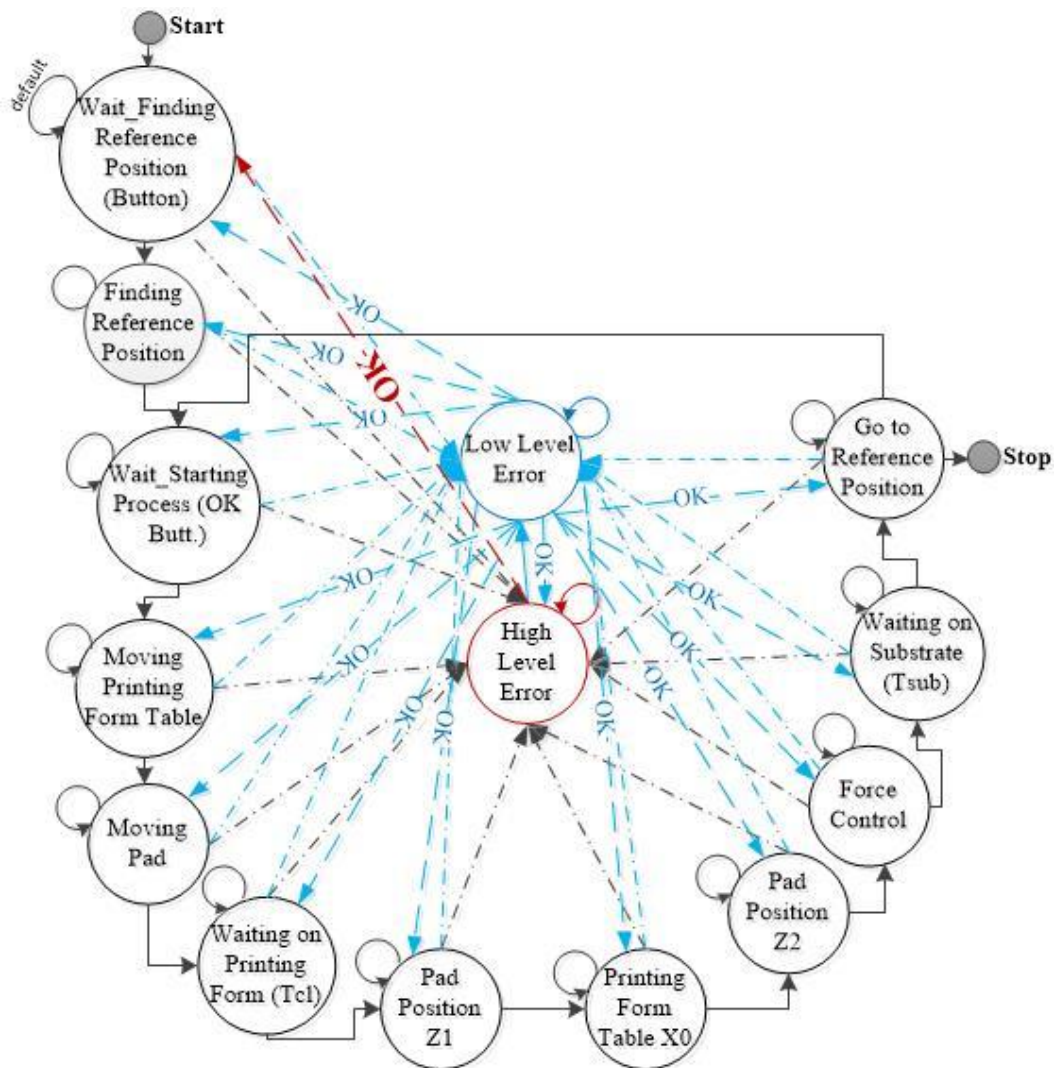 Start
default
Wait_Finding
Reference
Position
(Button)
Finding
Reference
Position
OK
OK
OK
OK
Wait_Starting
Process (OK
Butt.)
Low Level
Error
Go to
Reference
Position
Stop
OK
OK
OK
OK
OK
OK
OK
OK
OK
OK
High
Level
Error
Moving
Printing
Form Table
Waiting on
Substrate
(Tsub)
Moving
Pad
Force
Control
Waiting on
Printing
Form (Tcl)
Pad
Position
Z1
Printing
Form
Table X0
Pad
Position
Z2